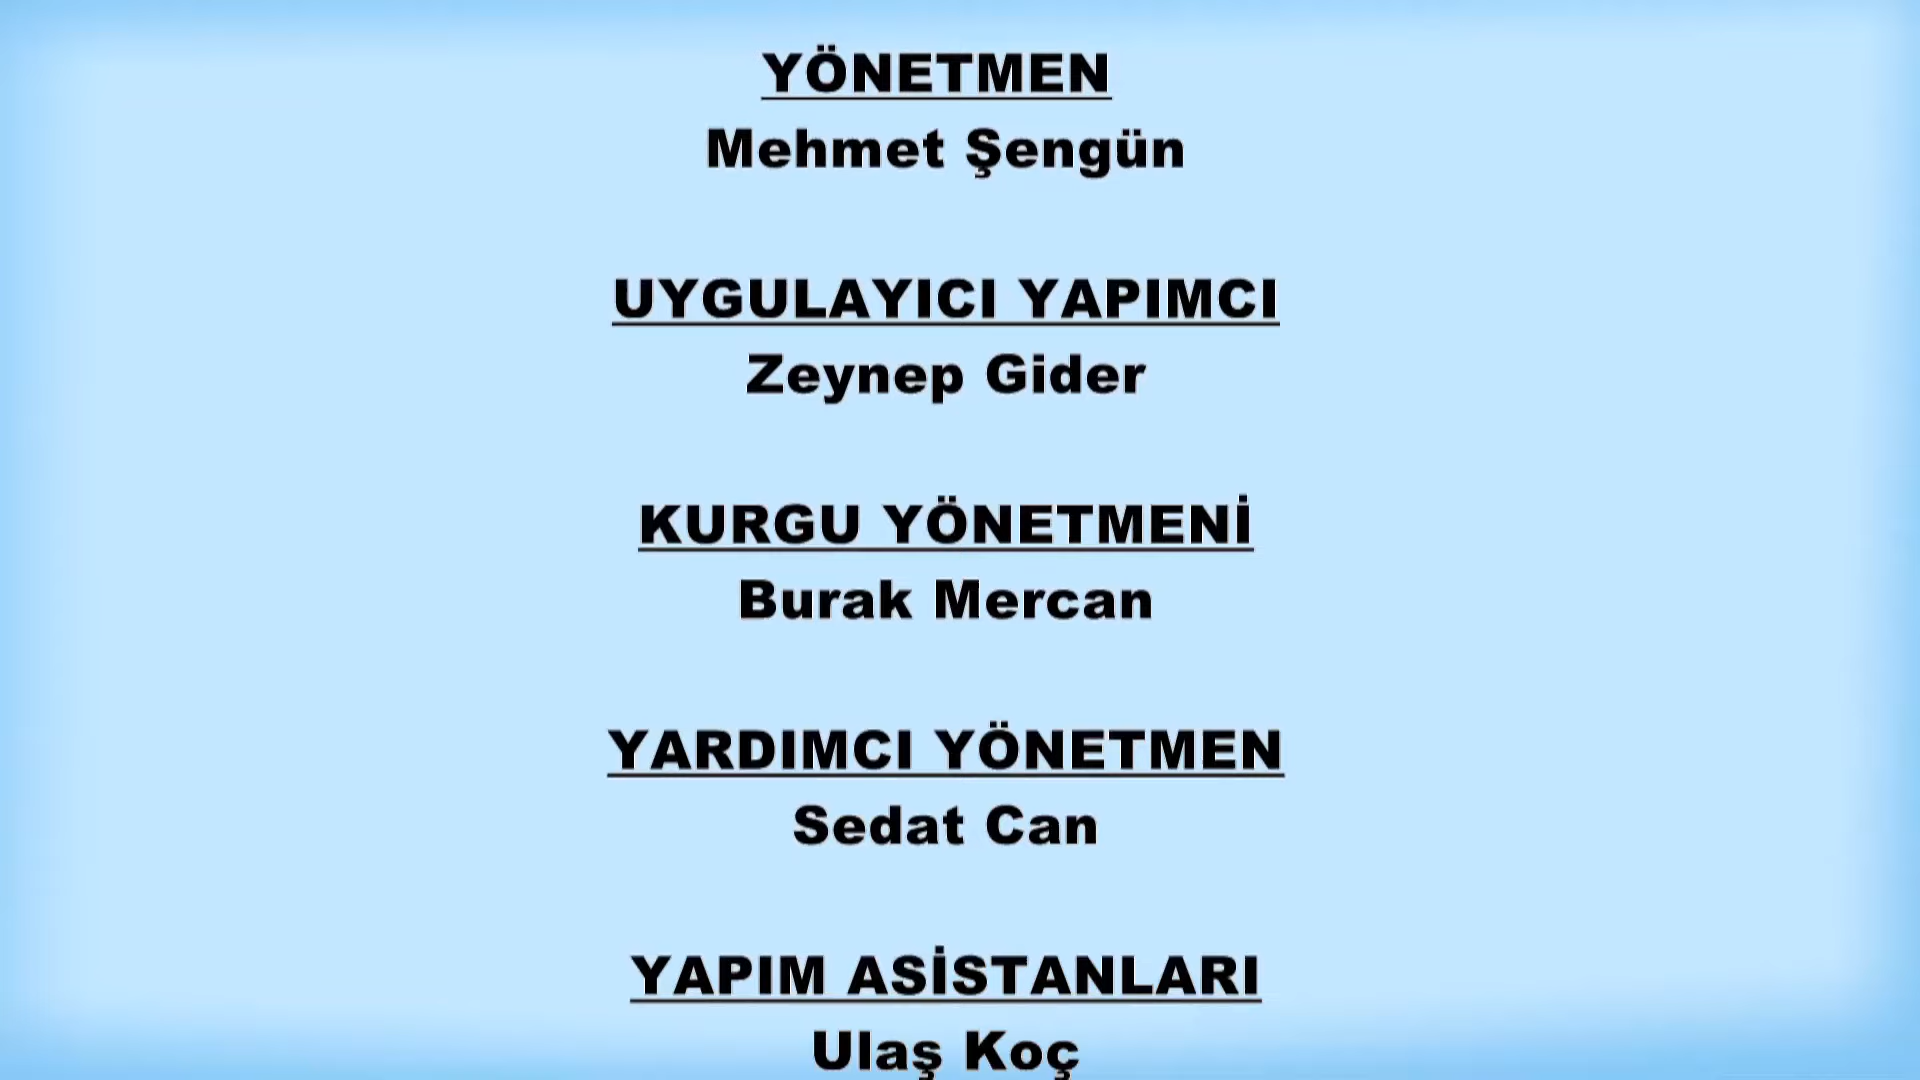 YÖNETMEN
Mehmet Şengün
UYGULAYICI YAPIMCI
Zeynep Gider
KURGU YÖNETMENİ
Burak Mercan
YARDIMCI YÖNETMEN
Sedat Can
YAPIM ASİSTANLARI
Ulaş Koç